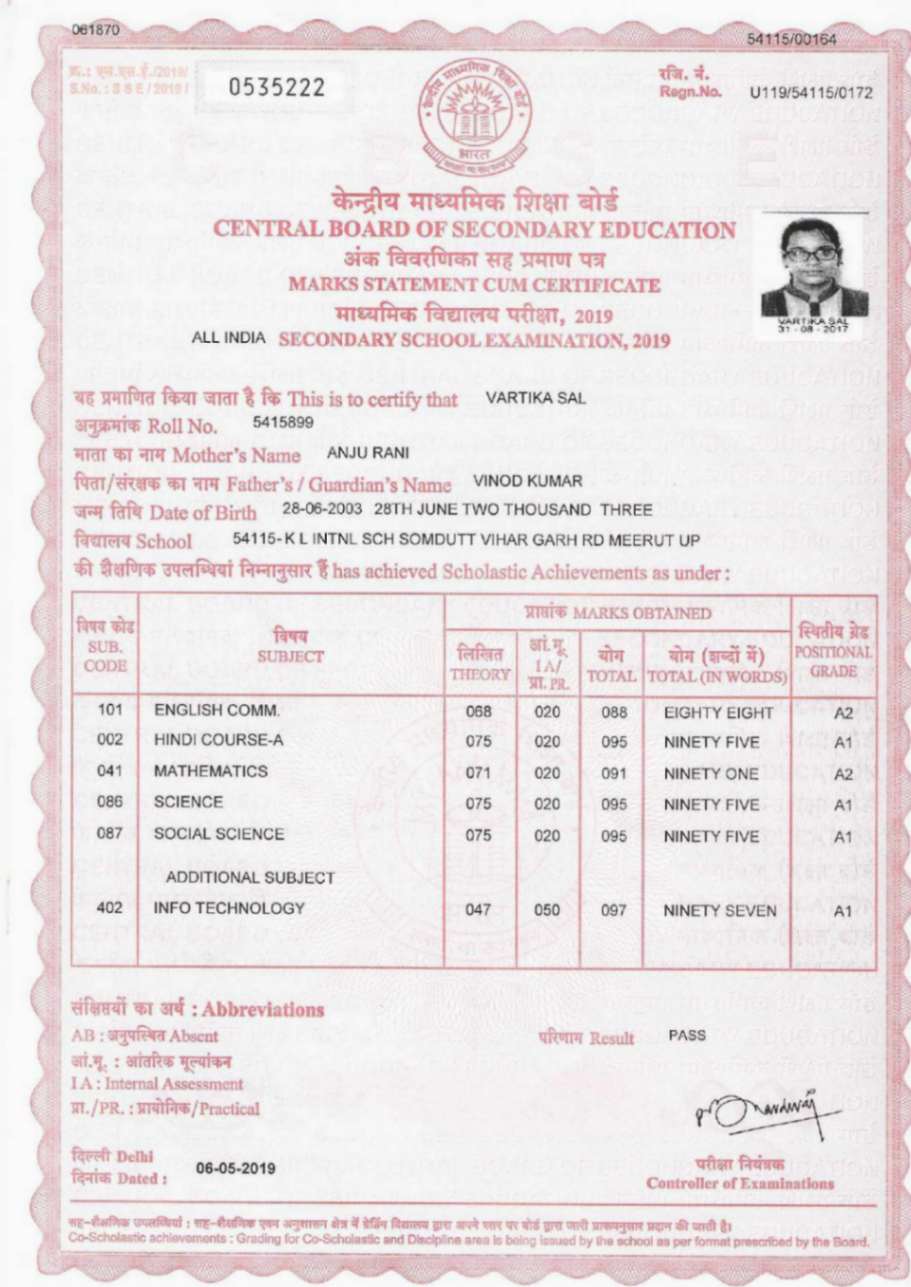 061870
54115/00164
क्र.: एस.एस.ई./2019/
S.No. : S S E / 2019 /
0535222
रजि. नं.
Regn.No. U119/54115/0172
भारत
केन्द्रीय माध्यमिक शिक्षा बोर्ड
CENTRAL BOARD OF SECONDARY EDUCATION
अंक विवरणिका सह प्रमाण पत्र
MARKS STATEMENT CUM CERTIFICATE
माध्यमिक विद्यालय परीक्षा, 2019
ALL INDIA SECONDARY SCHOOL EXAMINATION, 2019
VARTIKA SAL
31 - 08 - 2017
यह प्रमाणित किया जाता है कि This is to certify that VARTIKA SAL
अनुक्रमांक Roll No. 5415899
माता का नाम Mother's Name ANJU RANI
पिता/संरक्षक का नाम Father's / Guardian's Name VINOD KUMAR
जन्म तिथि Date of Birth 28-06-2003 28TH JUNE TWO THOUSAND THREE
विद्यालय School 54115- K L INTNL SCH SOMDUTT VIHAR GARH RD MEERUT UP
की शैक्षणिक उपलब्धियां निम्नानुसार हैं has achieved Scholastic Achievements as under :
विषय कोड
SUB.
CODE
विषय
SUBJECT
प्राप्तांक MARKS OBTAINED
लिखित
THEORY
आं.मू.
I A/
प्रा. PR.
योग
TOTAL
योग (शब्दों में)
TOTAL (IN WORDS)
स्थितीय ग्रेड
POSITIONAL
GRADE
101 ENGLISH COMM. 068 020 088 EIGHTY EIGHT A2
002 HINDI COURSE-A 075 020 095 NINETY FIVE A1
041 MATHEMATICS 071 020 091 NINETY ONE A2
086 SCIENCE 075 020 095 NINETY FIVE A1
087 SOCIAL SCIENCE 075 020 095 NINETY FIVE A1
ADDITIONAL SUBJECT
402 INFO TECHNOLOGY 047 050 097 NINETY SEVEN A1
संक्षिप्तयों का अर्थ : Abbreviations
AB : अनुपस्थित Absent
परिणाम Result PASS
आं.मू. : आंतरिक मूल्यांकन
I A : Internal Assessment
प्रा./PR. : प्रायोगिक/Practical
दिल्ली Delhi
दिनांक Dated : 06-05-2019
परीक्षा नियंत्रक
Controller of Examinations
सह-शैक्षणिक उपलब्धियां : सह-शैक्षणिक एवम अनुशासन क्षेत्र में ग्रेडिंग विद्यालय द्वारा अपने स्तर पर बोर्ड द्वारा जारी प्रारूपनुसार प्रदान की जाती है।
Co-Scholastic achievements : Grading for Co-Scholastic and Discipline area is being issued by the school as per format prescribed by the Board.